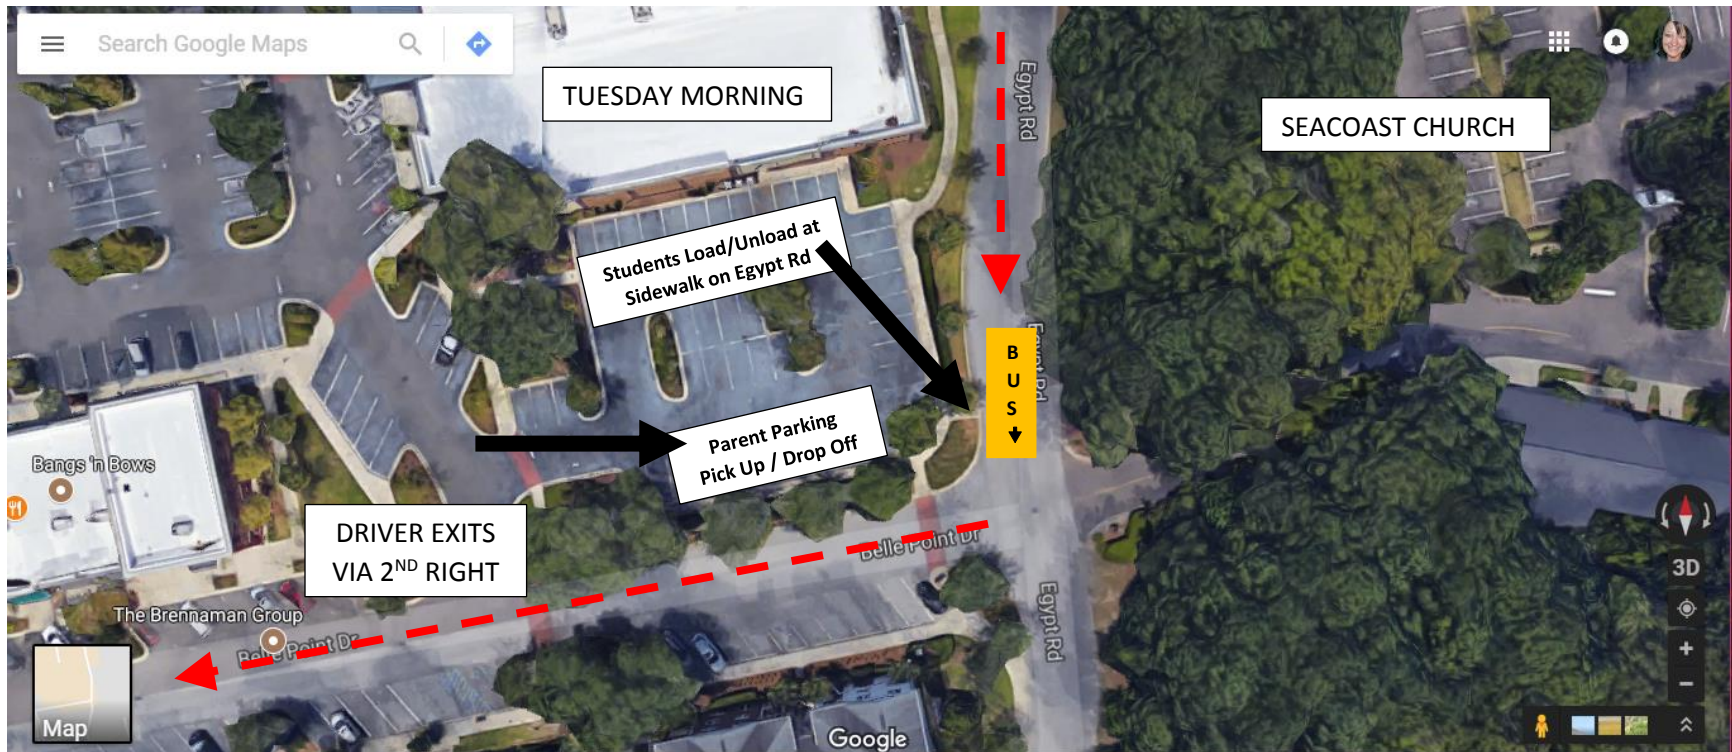 Search Google Maps
TUESDAY MORNING
SEACOAST CHURCH
Egypt Rd
Students Load/Unload at
Sidewalk on Egypt Rd
Egypt Rd
B
U
S
Parent Parking
Pick Up / Drop Off
Bangs 'n Bows
DRIVER EXITS
VIA 2ND RIGHT
Belle Point Dr
The Brennaman Group
Belle Point Dr
Egypt Rd
3D
Map
Google